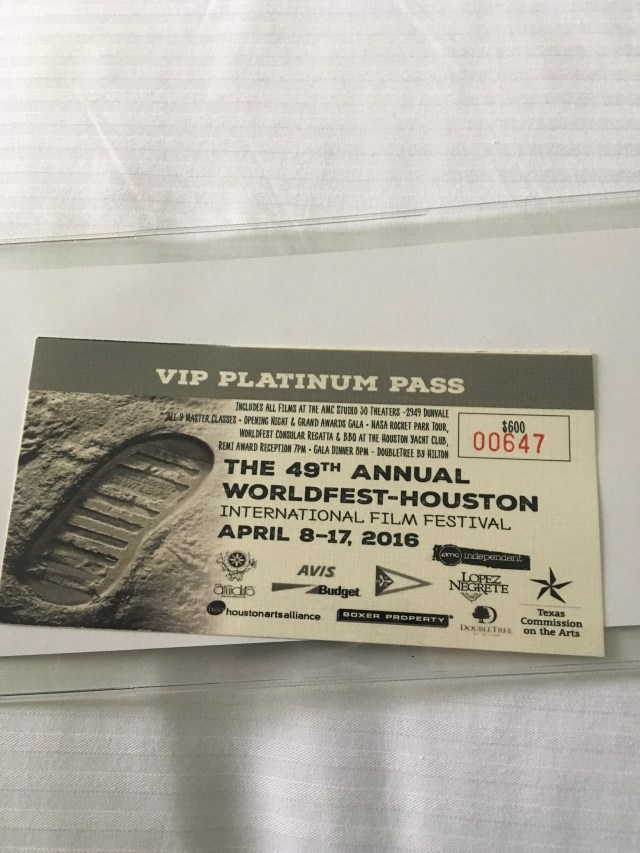 VIP PLATINUM PASS
INCLUDES ALL FILMS AT THE AMC STUDIO 30 THEATERS -2949 DUNVALE
ALL 9 MASTER CLASSES - OPENING NIGHT & GRAND AWARDS GALA - NASA ROCKET PARK TOUR,
WORLDFEST CONSULAR REGATTA & BBQ AT THE HOUSTON YACHT CLUB,
REMI AWARD RECEPTION 7PM - GALA DINNER 8PM - DOUBLETREE BY HILTON
$600
00647
THE 49TH ANNUAL
WORLDFEST-HOUSTON
INTERNATIONAL FILM FESTIVAL
APRIL 8-17, 2016
amc independent
AVIS
Budget
LOPEZ
NEGRETE
Texas
Commission
on the Arts
houstonartsalliance
BOXER PROPERTY
DOUBLETREE